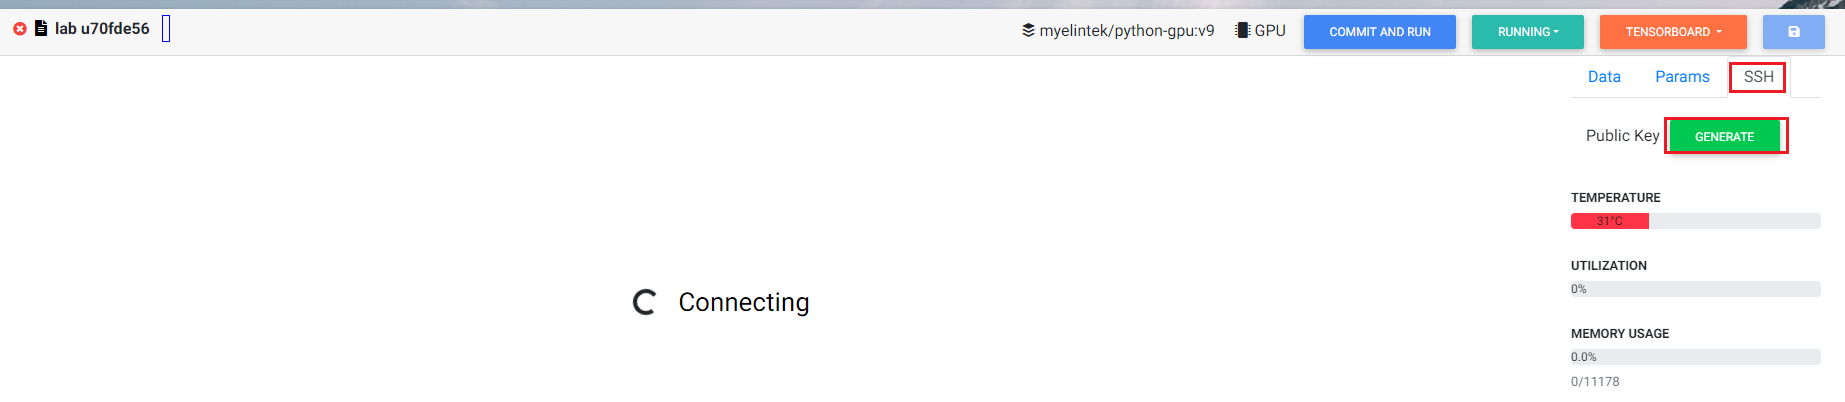 lab u70fde56
myelintek/python-gpu:v9 GPU COMMIT AND RUN RUNNING TENSORBOARD
Data Params SSH
Public Key GENERATE
TEMPERATURE
31°C
UTILIZATION
0%
Connecting
MEMORY USAGE
0.0%
0/11178